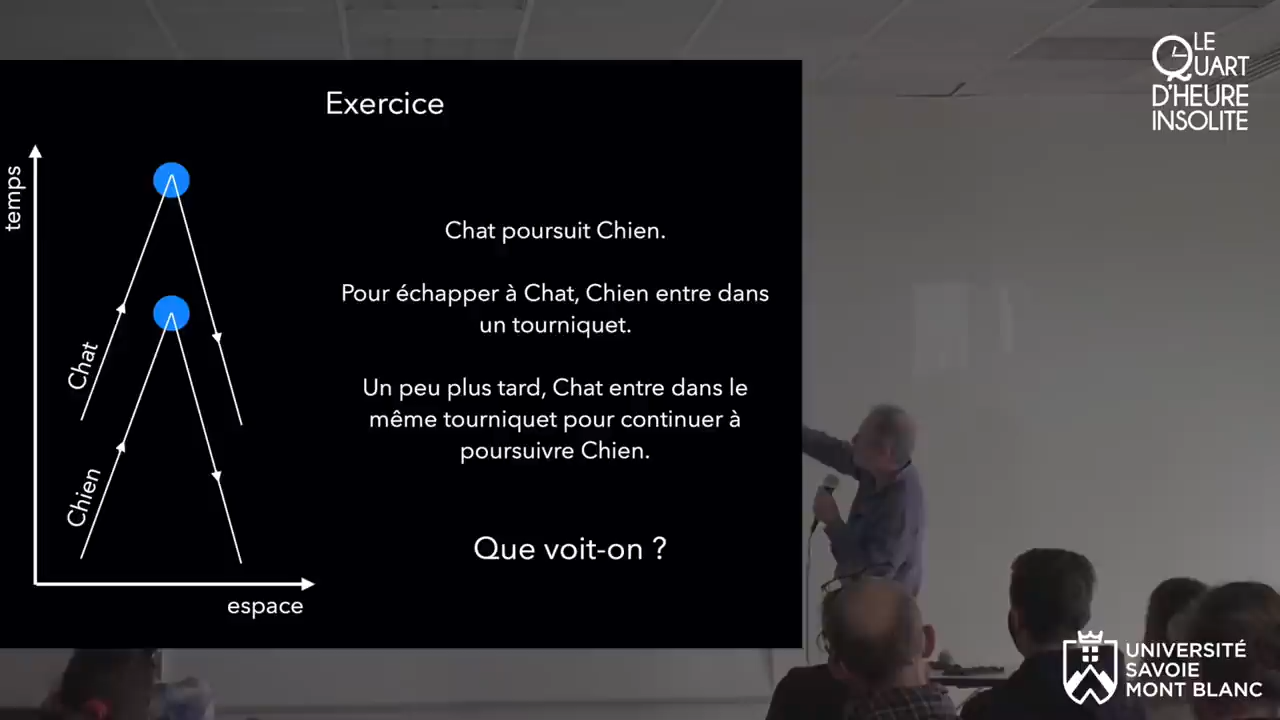 LE
QUART
D'HEURE
INSOLITE
Exercice
temps
Chat poursuit Chien.
Pour échapper à Chat, Chien entre dans
un tourniquet.
Chat
Un peu plus tard, Chat entre dans le
même tourniquet pour continuer à
poursuivre Chien.
Chien
Que voit-on ?
espace
UNIVERSITÉ
SAVOIE
MONT BLANC